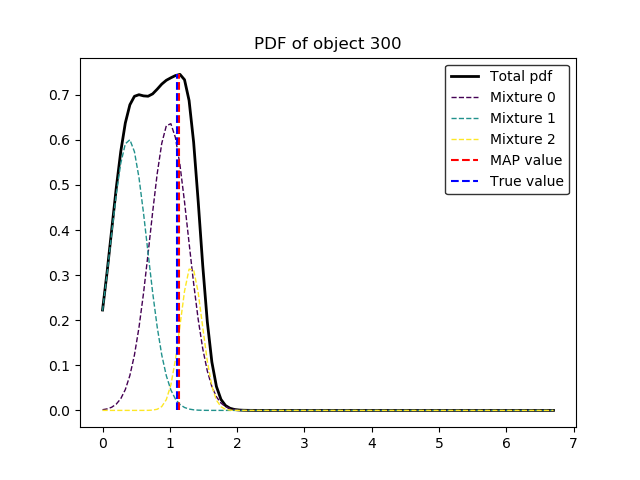 PDF of object 300
Total pdf
Mixture 0
Mixture 1
Mixture 2
MAP value
True value
0.7
0.6
0.5
0.4
0.3
0.2
0.1
0.0
0 1 2 3 4 5 6 7